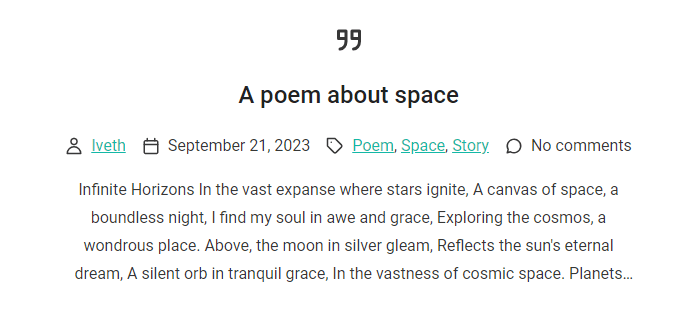 A poem about space
Iveth September 21, 2023 Poem, Space, Story No comments
Infinite Horizons In the vast expanse where stars ignite, A canvas of space, a
boundless night, I find my soul in awe and grace, Exploring the cosmos, a
wondrous place. Above, the moon in silver gleam, Reflects the sun's eternal
dream, A silent orb in tranquil grace, In the vastness of cosmic space. Planets…